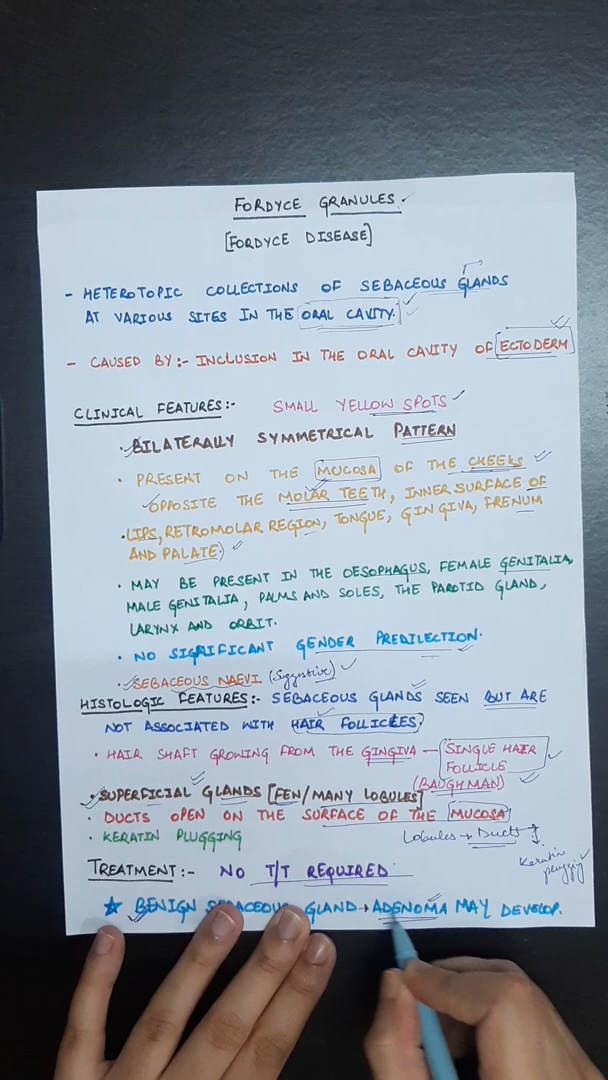 FORDYCE GRANULES.
[FORDYCE DISEASE]
- HETEROTOPIC COLLECTIONS OF SEBACEOUS GLANDS
AT VARIOUS SITES IN THE ORAL CAVITY.
- CAUSED BY:- INCLUSION IN THE ORAL CAVITY OF ECTODERM
CLINICAL FEATURES:- SMALL YELLOW SPOTS
• BILATERALLY SYMMETRICAL PATTERN
• PRESENT ON THE MUCOSA OF THE CHEEKS
OPPOSITE THE MOLAR TEETH, INNER SURFACE OF
• LIPS, RETROMOLAR REGION, TONGUE, GINGIVA, FRENUM
AND PALATE.
• MAY BE PRESENT IN THE OESOPHAGUS, FEMALE GENITALIA,
MALE GENITALIA, PALMS AND SOLES, THE PAROTID GLAND,
LARYNX AND ORBIT.
• NO SIGNIFICANT GENDER PREDILECTION.
• SEBACEOUS NAEVI (Suggestive)
HISTOLOGIC FEATURES:- SEBACEOUS GLANDS SEEN BUT ARE
NOT ASSOCIATED WITH HAIR FOLLICLES,
• HAIR SHAFT GROWING FROM THE GINGIVA — SINGLE HAIR
FOLLICLE
(BAUGHMAN)
• SUPERFICIAL GLANDS [FEN/MANY LOBULES]
• DUCTS OPEN ON THE SURFACE OF THE MUCOSA
• KERATIN PLUGGING
Lobules → Ducts
Keratin
plugging
TREATMENT:- NO T/T REQUIRED
☆ BENIGN SEBACEOUS GLAND → ADENOMA MAY DEVELOP.